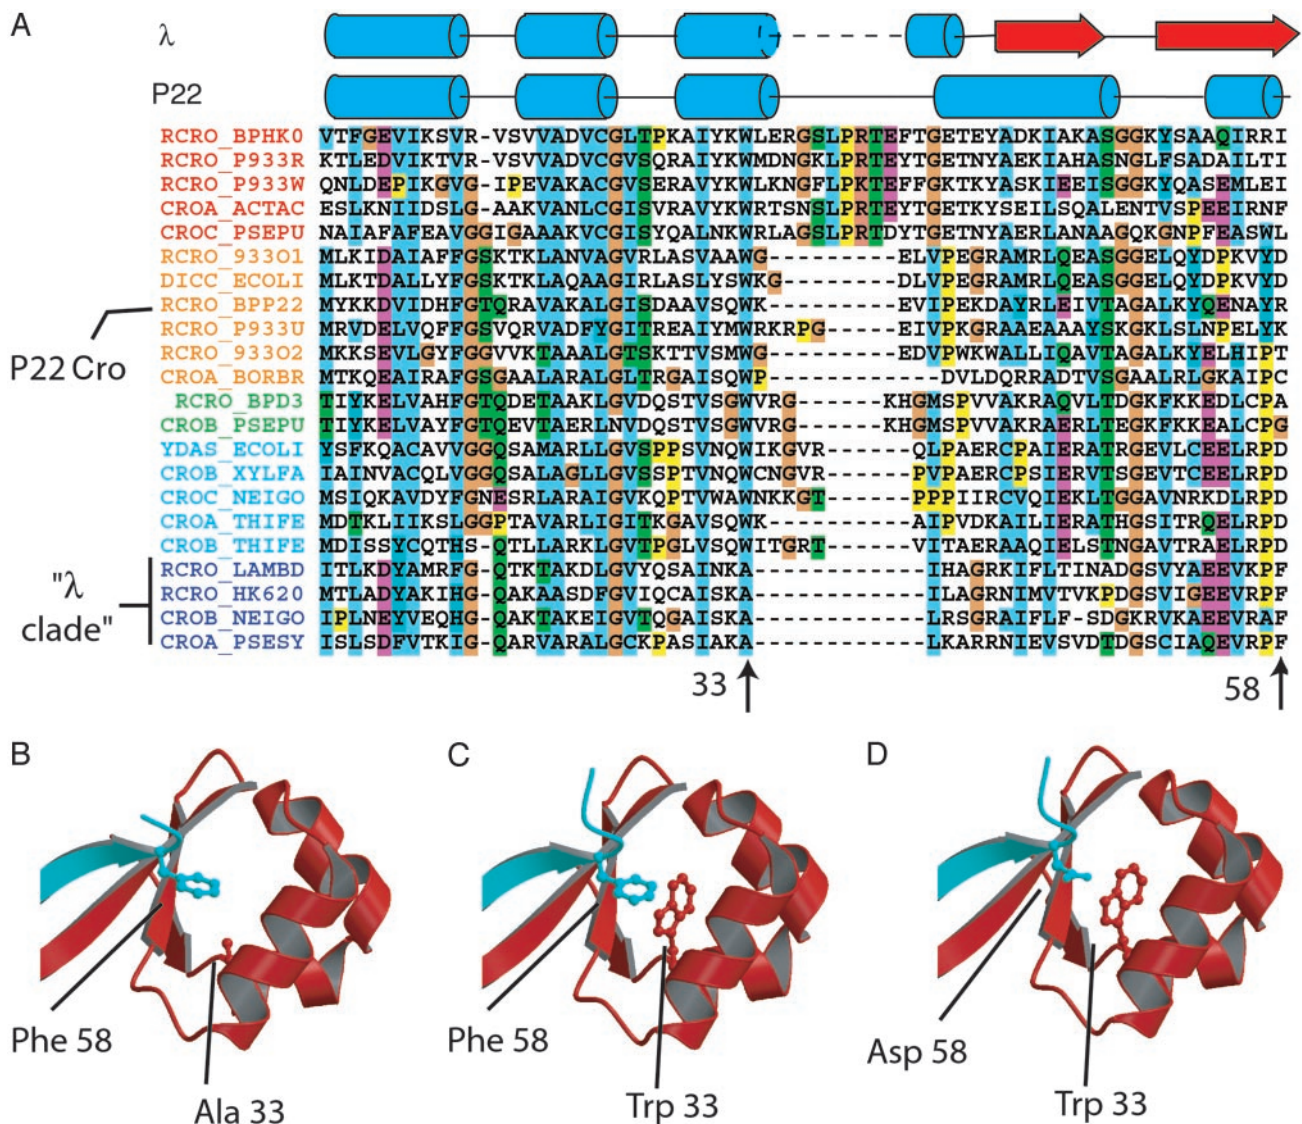 A
λ
P22
RCRO_BPHK0 VTFGEVIKSVR-VSVVADVCGLTPKAIYKWLERGSLPRTEFTGETEYADKIAKASGGKYSAAQIRRI
RCRO_P933R KTLEDVIKTVR-VSVVADVCGVSQRAIYKWMDNGKLPRTEYTGETNYAEKIAHASNGLFSADAILTI
RCRO_P933W QNLDEPIKGVG-IPEVAKACGVSERAVYKWLKNGFLPKTEFFGKTKYASKIEEISGGKYQASEMLEI
CROA_ACTAC ESLKNIIDSLG-AAKVANLCGISVRAVYKWRTSNSLPRTEYTGETKYSEILSQALENTVSPEEIRNF
CROC_PSEPU NAIAFAFEAVGGIGAAAKVCGISYQALNKWRLAGSLPRTDYTGETNYAERLANAAGQKGNPFEASWL
RCRO_933O1 MLKIDAIAFFGSKTKLANVAGVRLASVAAWG---------ELVPEGRAMRLQEASGGELQYDPKVYD
DICC_ECOLI MLKTDALLYFGSKTKLAQAAGIRLASLYSWKG--------DLVPEGRAMRLQEASGGELQYDPKVYD
RCRO_BPP22 MYKKDVIDHFGTQRAVAKALGISDAAVSQWK---------EVIPEKDAYRLEIVTAGALKYQENAYR
RCRO_P933U MRVDELVQFFGSVQRVADFYGITREAIYMWRKRPG-----EIVPKGRAAEAAAYSKGKLSLNPELYK
RCRO_933O2 MKKSEVLGYFGGVVKTAAALGTSKTTVSMWG---------EDVPWKWALLIQAVTAGALKYELHIPT
CROA_BORBR MTKQEAIRAFGSGAALARALGLTRGAISQWP------------DVLDQRRADTVSGAALRLGKAIPC
RCRO_BPD3 TIYKELVAHFGTQDETAAKLGVDQSTVSGWVRG------KHGMSPVVAKRAQVLTDGKFKKEDLCPA
CROB_PSEPU TIYKELVAYFGTQEVTAERLNVDQSTVSGWVRG------KHGMSPVVAKRAERLTEGKFKKEALCPG
YDAS_ECOLI YSFKQACAVVGGQSAMARLLGVSPPSVNQWIKGVR------QLPAERCPAIERVTSGEVLCEELRPD
CROB_XYLFA IAINVACQLVGGQSALAGLLGVSPTVNQWCNGVR------PVPAERCPSIERVTSGEVTCEELRPD
CROC_NEIGO MSIQKAVDYFGNESRLARAIGVKQPTVWAWNKKGT------PPPIIRCVQIEKLTGGAVNRKDLRPD
CROA_THIFE MDTKLIIKSLGGPTAVARLIGITKGAVSQWK----------AIPVDKAILIERATHGSITRQELRPD
CROB_THIFE MDISSYCQTHS-QTLLARKLGVTPGLVSQWITGRT------VITAERAAQIELSTNGAVTRAELRPD
RCRO_LAMBD ITLKDYAMRFG-QTKTAKDLGVYQSAINKA------------IHAGRKIFLTINADGSVYAEEVKPF
RCRO_HK620 MTLADYAKIHG-QAKAASDFGVIQCAISKA------------ILAGRNIMVTVKPDGSVIGEEVRPF
CROB_NEIGO IPLNEYVEQHG-QAKTAKEIGVTQGAISKA------------LRSGRAIFLF-SDGKRVKAEEVRAF
CROA_PSESY ISLSDFVTKIG-QARVARALGCKPASIAKA------------LKARRNIEVSVDTDGSCIAQEVRPF
P22 Cro
"λ
clade"
33
58
B
C
D
Phe 58
Ala 33
Phe 58
Trp 33
Asp 58
Trp 33